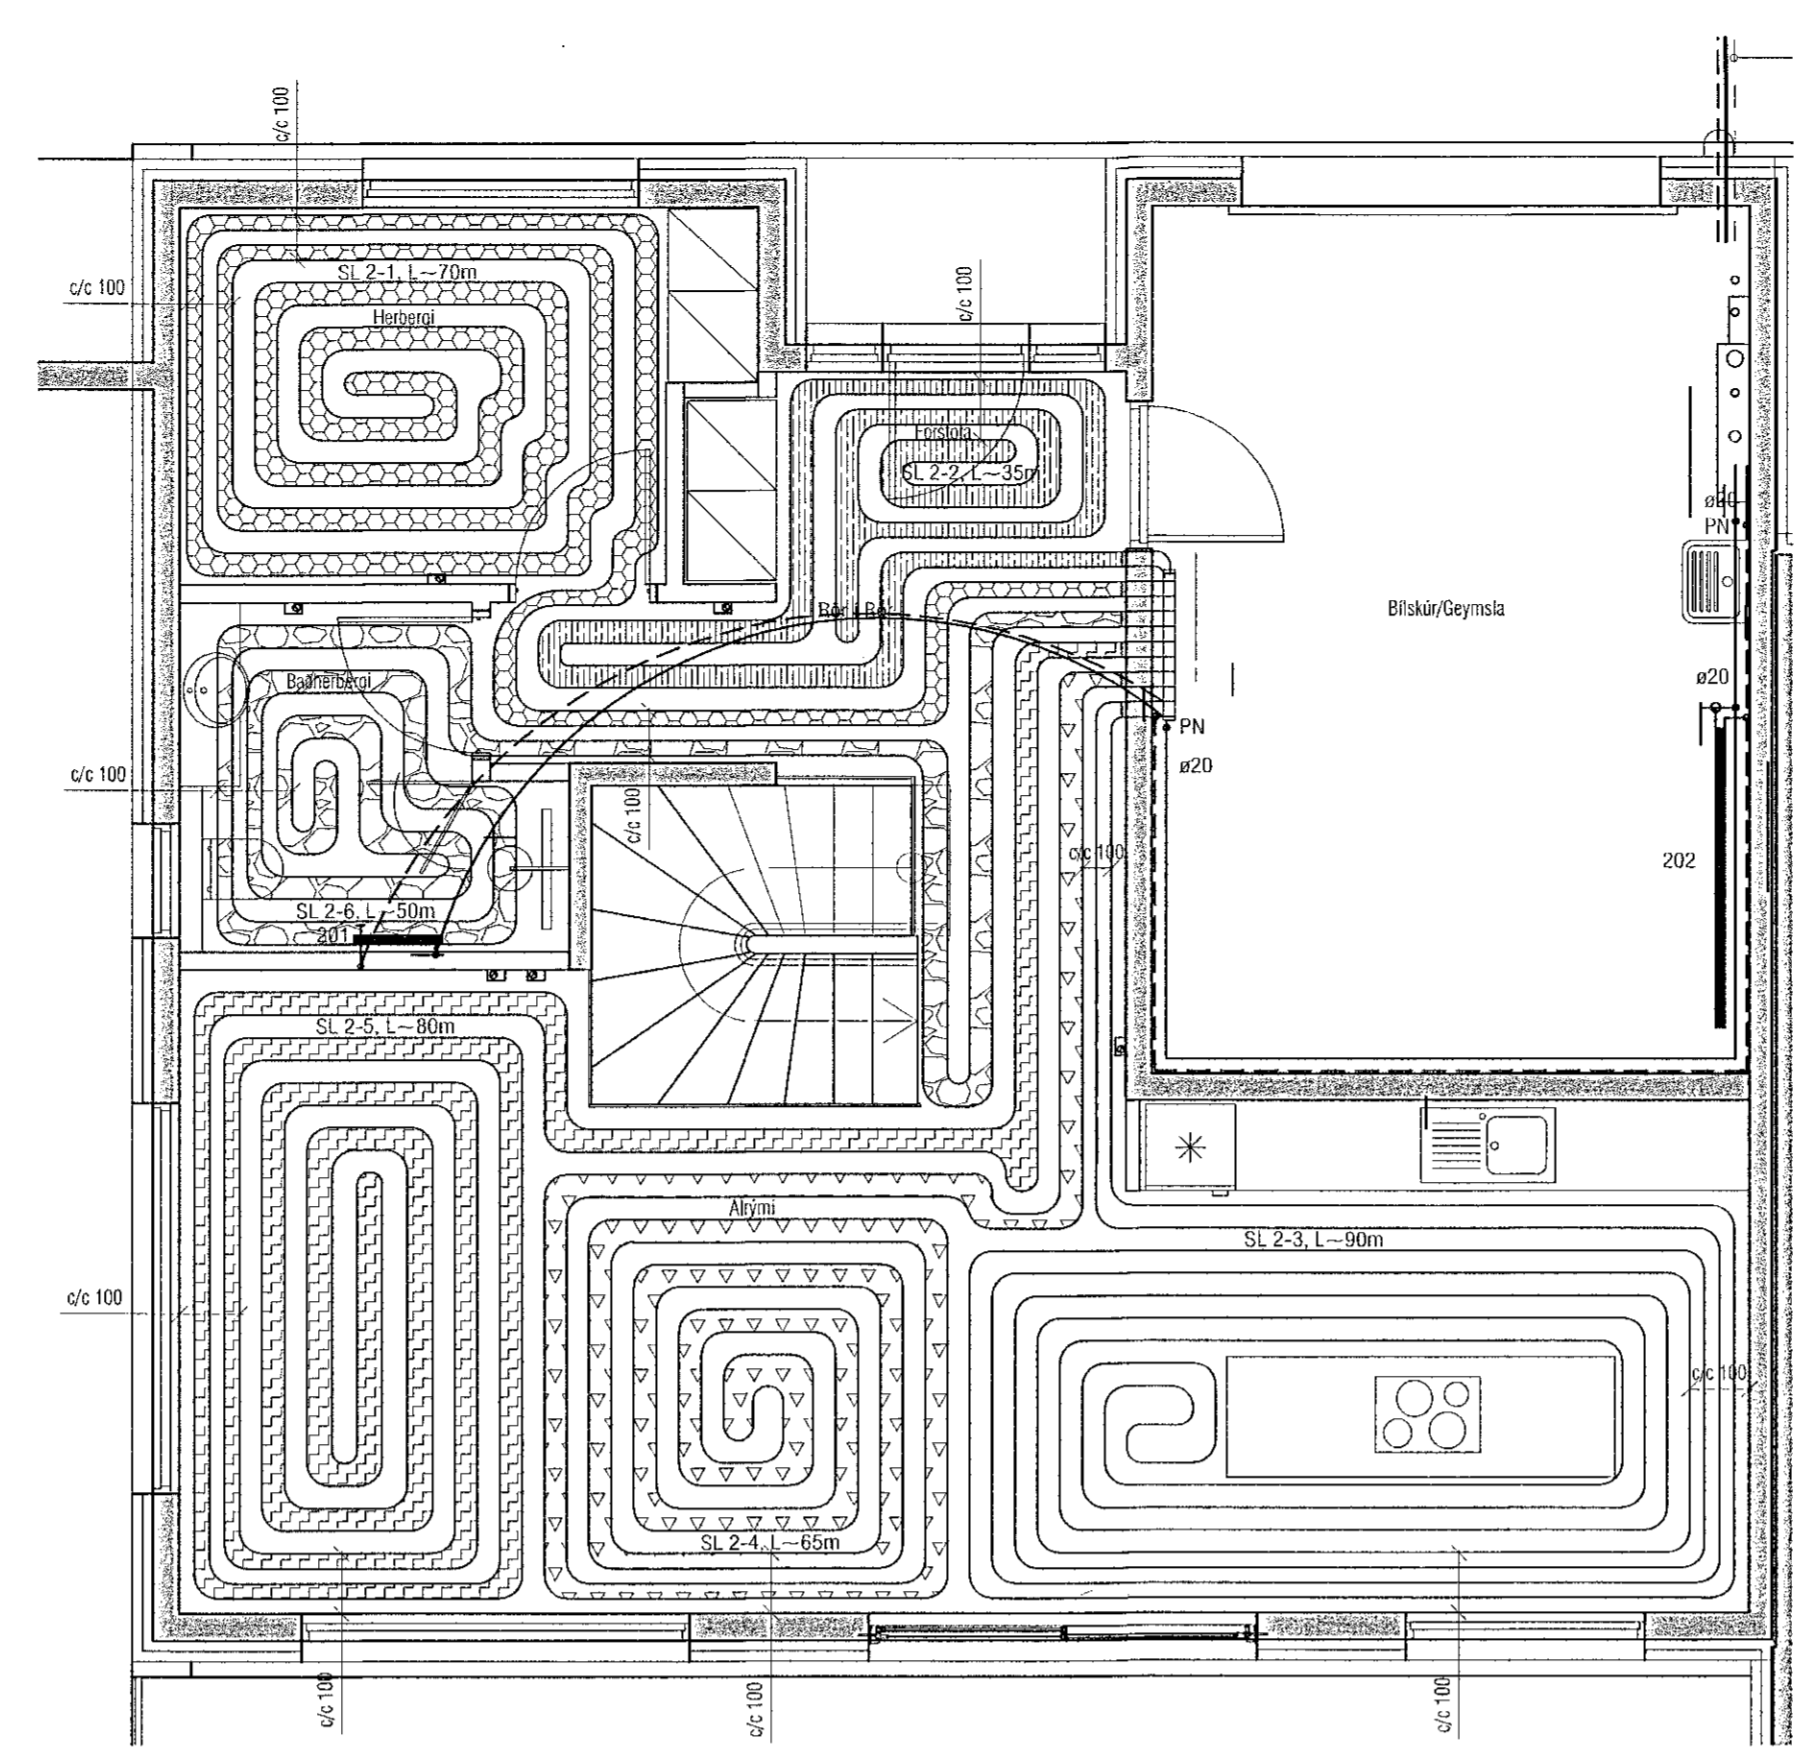 c/c 100
c/c 100
SL 2-1, L~70m
Herbergi
c/c 100
Forstofa
SL 2-2, L~35m
ø20
PN
Rör í Rör
Bílskúr/Geymsla
Baðherbergi
ø20
PN
ø20
c/c 100
c/c 100
c/c 100
202
SL 2-6, L~50m
201
SL 2-5, L~80m
Alrými
SL 2-3, L~90m
c/c 100
c/c 100
SL 2-4, L~65m
c/c 100
c/c 100
c/c 100